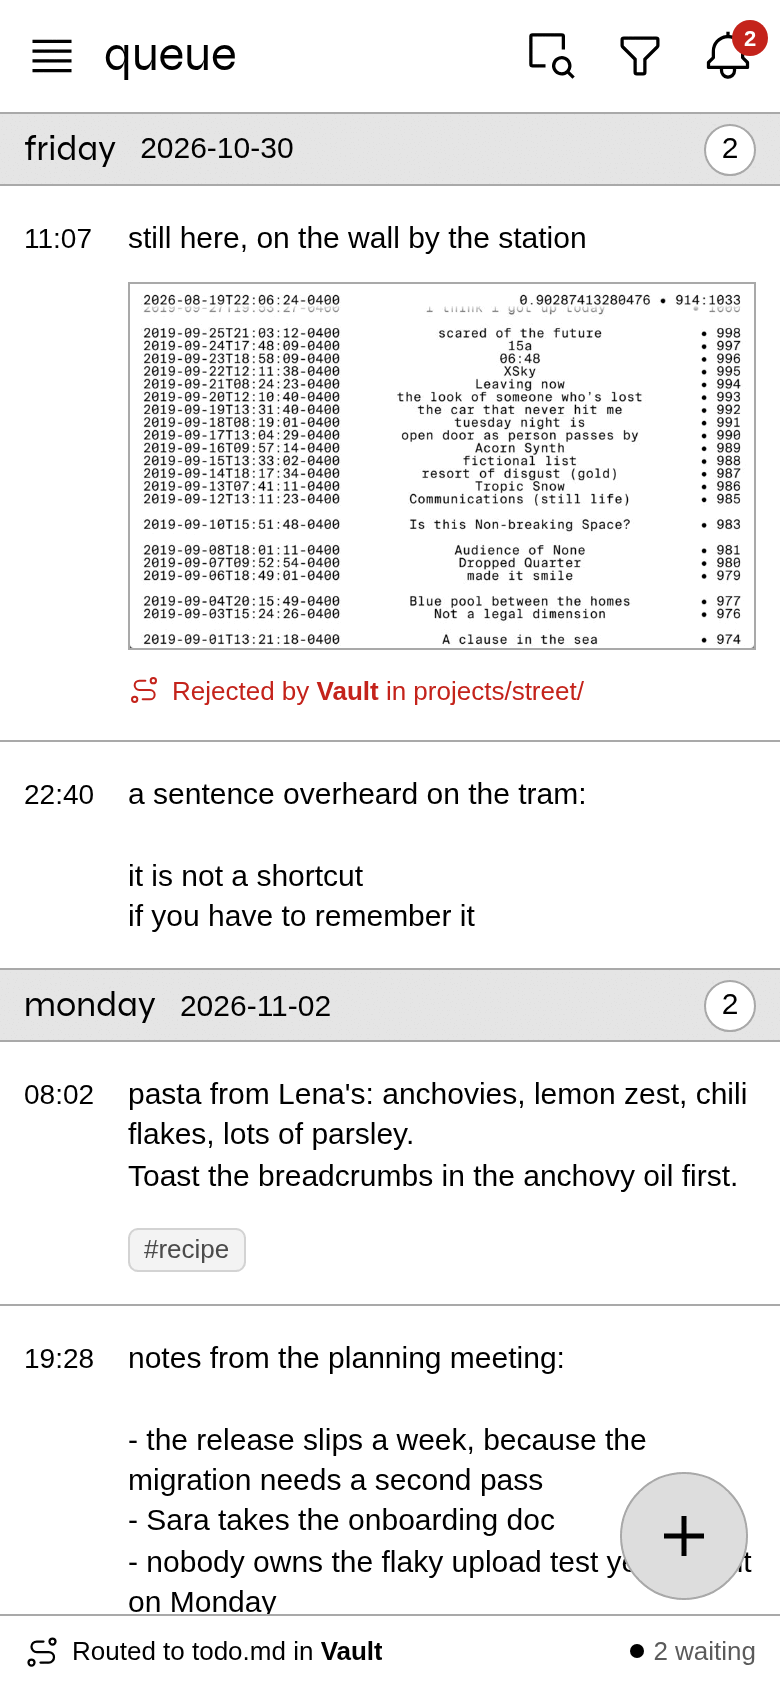 queue
2
friday 2026-10-30 2
11:07 still here, on the wall by the station
2026-08-19T22:06:24-0400 0.90287413280476 • 914:1033
i think i got up today • 1000
2019-09-25T21:03:12-0400 scared of the future • 998
2019-09-24T17:48:09-0400 15a • 997
2019-09-23T18:58:09-0400 06:48 • 996
2019-09-22T12:11:38-0400 XSky • 995
2019-09-21T08:24:23-0400 Leaving now • 994
2019-09-20T12:10:40-0400 the look of someone who's lost • 993
2019-09-19T13:31:40-0400 the car that never hit me • 992
2019-09-18T08:19:01-0400 tuesday night is • 991
2019-09-17T13:04:29-0400 open door as person passes by • 990
2019-09-16T09:57:14-0400 Acorn Synth • 989
2019-09-15T13:33:02-0400 fictional list • 988
2019-09-14T18:17:34-0400 resort of disgust (gold) • 987
2019-09-13T07:41:11-0400 Tropic Snow • 986
2019-09-12T13:11:23-0400 Communications (still life) • 985
2019-09-10T15:51:48-0400 Is this Non-breaking Space? • 983
2019-09-08T18:01:11-0400 Audience of None • 981
2019-09-07T09:52:54-0400 Dropped Quarter • 980
2019-09-06T18:49:01-0400 made it smile • 979
2019-09-04T20:15:49-0400 Blue pool between the homes • 977
2019-09-03T15:24:26-0400 Not a legal dimension • 976
2019-09-01T13:21:18-0400 A clause in the sea • 974
Rejected by Vault in projects/street/
22:40 a sentence overheard on the tram:
it is not a shortcut
if you have to remember it
monday 2026-11-02 2
08:02 pasta from Lena's: anchovies, lemon zest, chili
flakes, lots of parsley.
Toast the breadcrumbs in the anchovy oil first.
#recipe
19:28 notes from the planning meeting:
- the release slips a week, because the
migration needs a second pass
- Sara takes the onboarding doc
- nobody owns the flaky upload test
on Monday
Routed to todo.md in Vault • 2 waiting